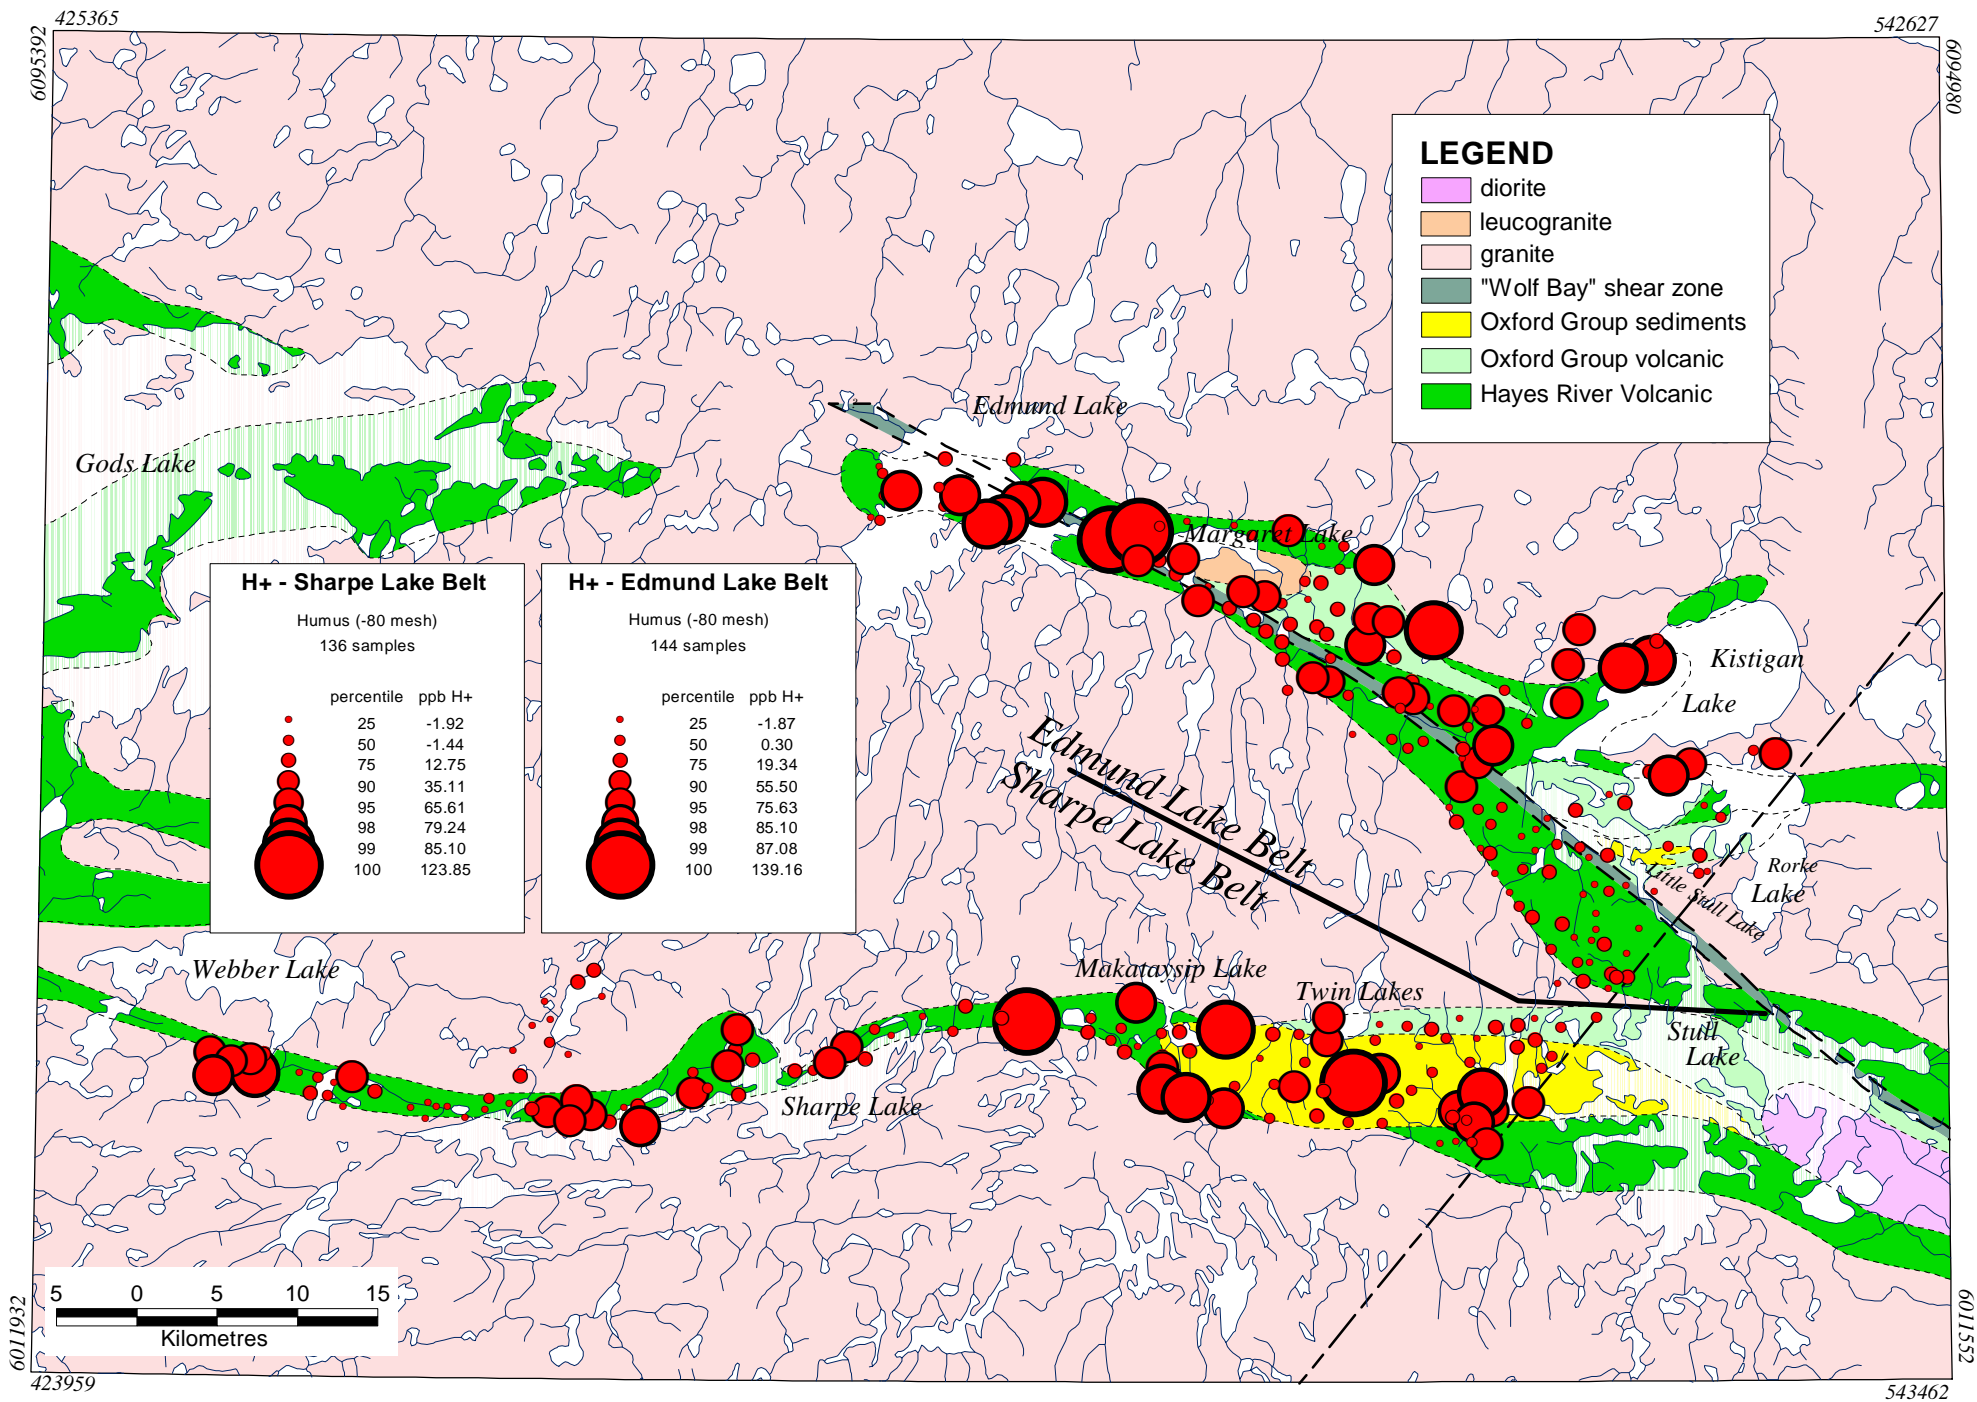 425365
542627
6095392
6094980
LEGEND
diorite
leucogranite
granite
"Wolf Bay" shear zone
Oxford Group sediments
Oxford Group volcanic
Hayes River Volcanic
Edmund Lake
Gods Lake
Margaret Lake
H+ - Sharpe Lake Belt
Humus (-80 mesh)
136 samples
percentile ppb H+
25 -1.92
50 -1.44
75 12.75
90 35.11
95 65.61
98 79.24
99 85.10
100 123.85
H+ - Edmund Lake Belt
Humus (-80 mesh)
144 samples
percentile ppb H+
25 -1.87
50 0.30
75 19.34
90 55.50
95 75.63
98 85.10
99 87.08
100 139.16
Kistigan
Lake
Edmund Lake Belt
Sharpe Lake Belt
Rorke
Lake
Little Stull Lake
Webber Lake
Makataysip Lake
Twin Lakes
Stull
Lake
Sharpe Lake
5 0 5 10 15
Kilometres
6011932
6011552
423959
543462